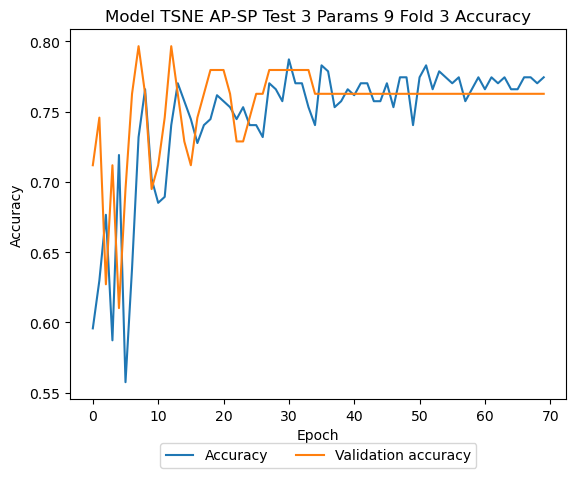 Model TSNE AP-SP Test 3 Params 9 Fold 3 Accuracy
0.80
0.75
0.70
0.65
0.60
0.55
Accuracy
0 10 20 30 40 50 60 70
Epoch
Accuracy Validation accuracy